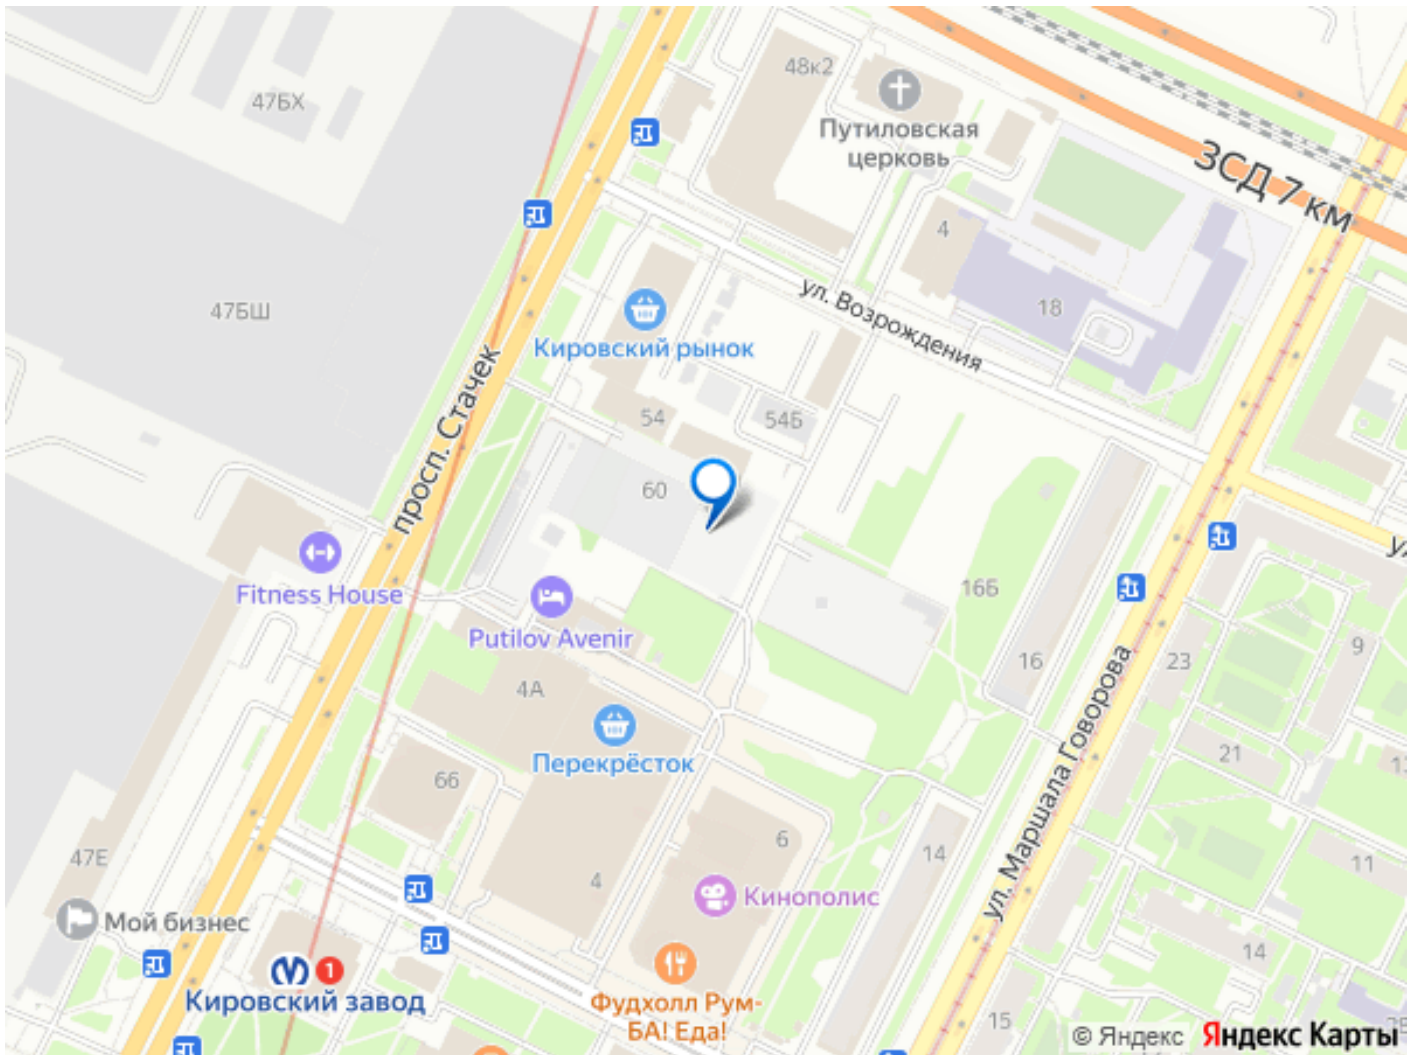 48к2
47БХ
Путиловская
церковь
ЗСД 7 км
4
47БШ
18
ул. Возрождения
Кировский рынок
просп. Стачек
54
54Б
60
Fitness House
16Б
Putilov Avenir
16
23
9
4А
ул. Маршала Говорова
Перекрёсток
21
66
6
47Е
14
11
4
Кинополис
Мой бизнес
14
1
Кировский завод
Фудхолл Рум-
БА! Еда!
15
© Яндекс Яндекс Карты